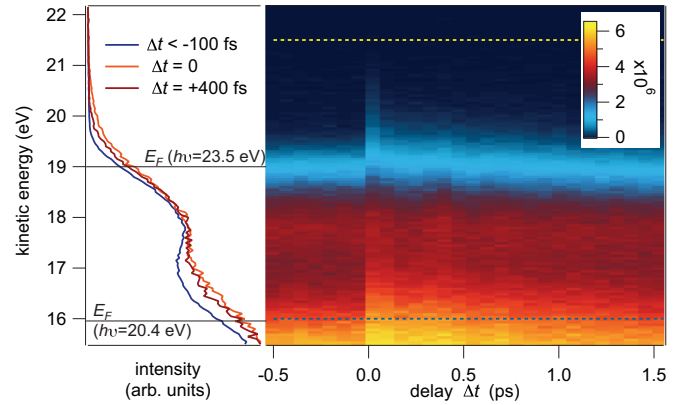 22
21
20
19
18
17
16
kinetic energy (eV)
Δt < -100 fs
Δt = 0
Δt = +400 fs
E_F (hυ=23.5 eV)
E_F
(hυ=20.4 eV)
intensity
(arb. units)
6
4
2
0
x10⁶
-0.5
0.0
0.5
1.0
1.5
delay Δt (ps)